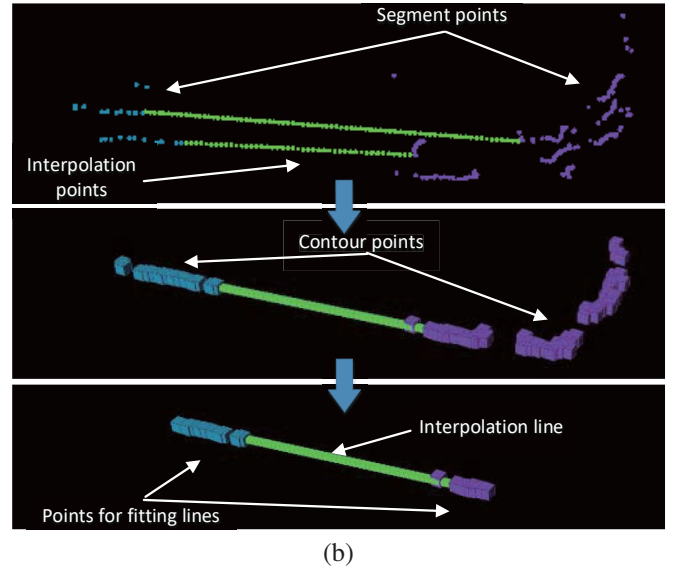 Segment points
Interpolation
points
Contour points
Interpolation line
Points for fitting lines
(b)